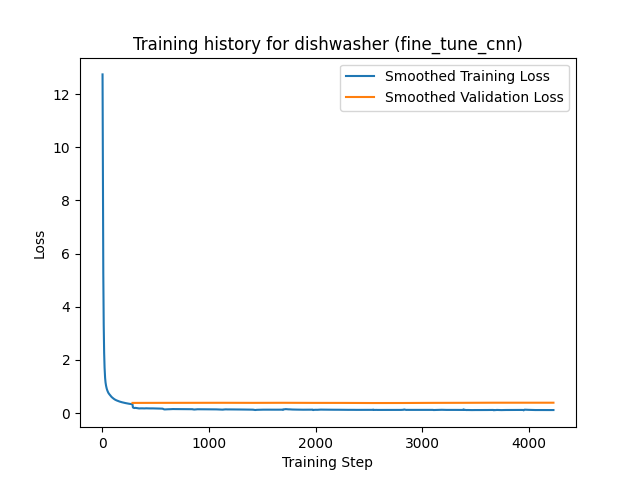 Training history for dishwasher (fine_tune_cnn)
Smoothed Training Loss
Smoothed Validation Loss
12
10
8
6
4
2
0
Loss
0 1000 2000 3000 4000
Training Step